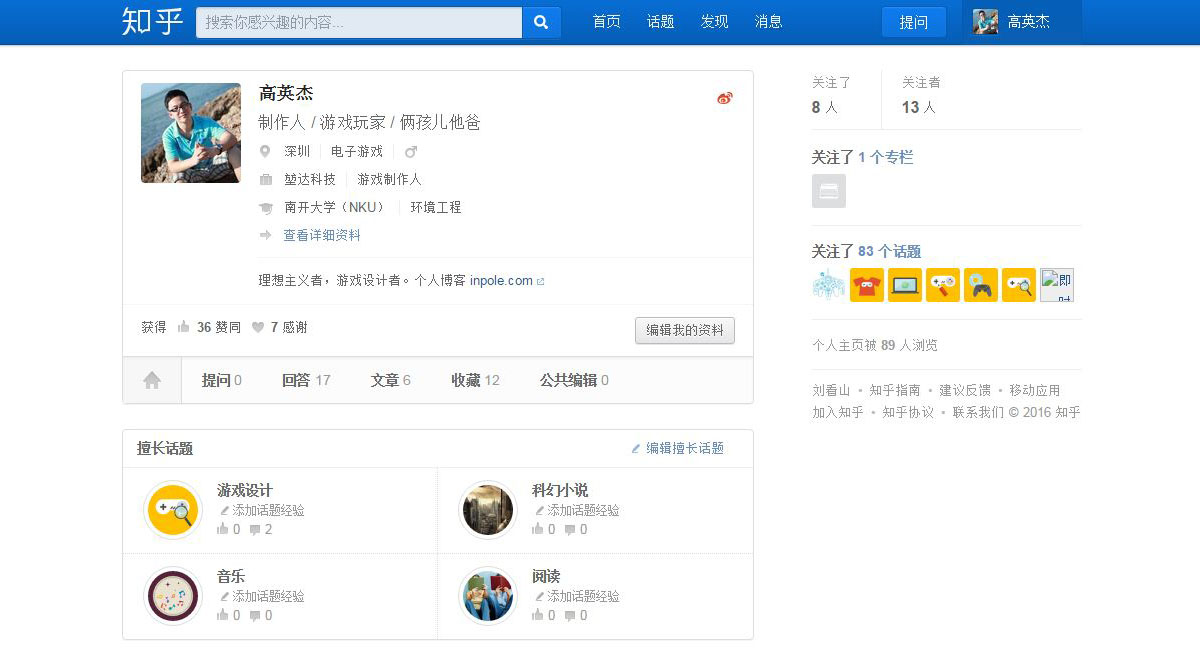 知乎 搜索你感兴趣的内容... 首页 话题 发现 消息 提问 高英杰
高英杰
制作人 / 游戏玩家 / 俩孩儿他爸
深圳 电子游戏
堃达科技 游戏制作人
南开大学（NKU） 环境工程
查看详细资料
理想主义者，游戏设计者。个人博客 inpole.com
获得 36 赞同 7 感谢 编辑我的资料
提问 0 回答 17 文章 6 收藏 12 公共编辑 0
擅长话题 编辑擅长话题
游戏设计
添加话题经验
0 2
科幻小说
添加话题经验
0 0
音乐
添加话题经验
0 0
阅读
添加话题经验
0 0
关注了 关注者
8 人 13 人
关注了 1 个专栏
关注了 83 个话题
即
个人主页被 89 人浏览
刘看山 • 知乎指南 • 建议反馈 • 移动应用
加入知乎 • 知乎协议 • 联系我们 © 2016 知乎